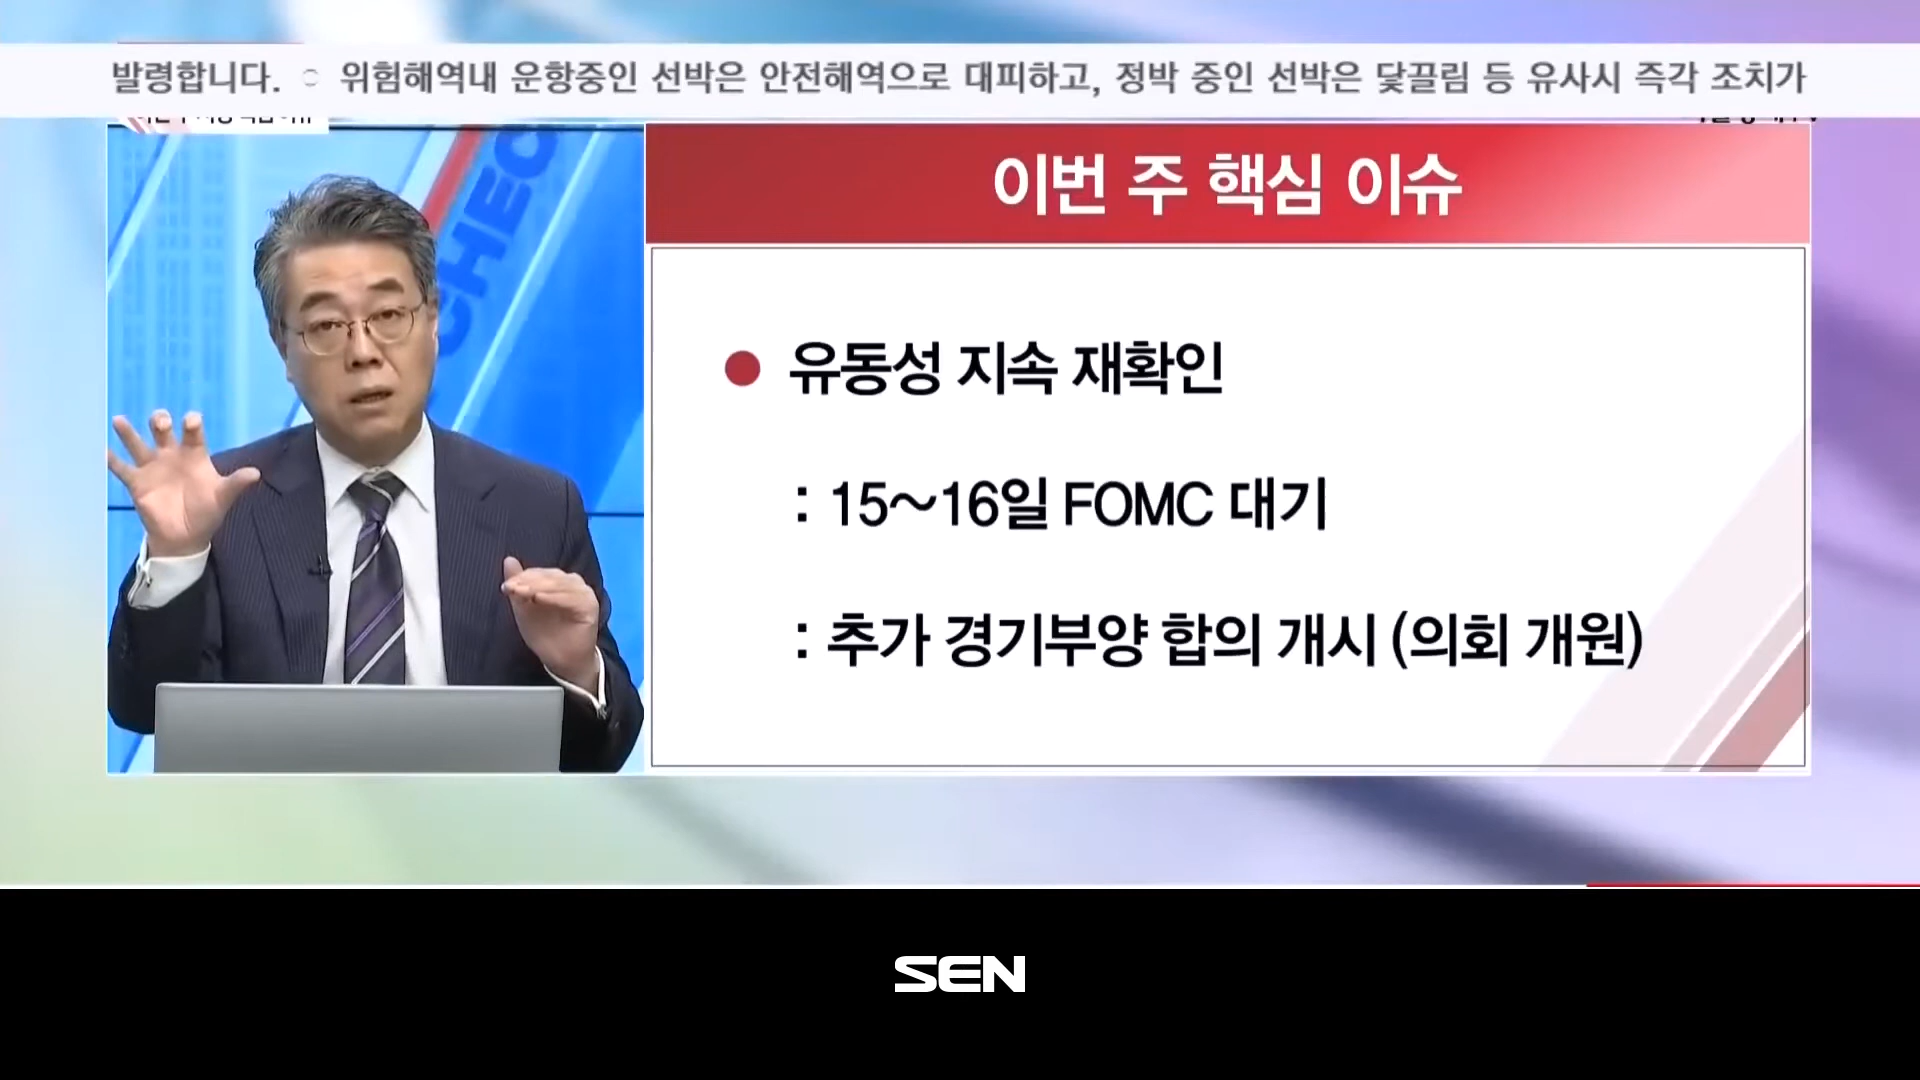 발령합니다. ○ 위험해역내 운항중인 선박은 안전해역으로 대피하고, 정박 중인 선박은 닻끌림 등 유사시 즉각 조치가
이번 주 핵심 이슈
CHEC
● 유동성 지속 재확인
: 15~16일 FOMC 대기
: 추가 경기부양 합의 개시 (의회 개원)
SEN